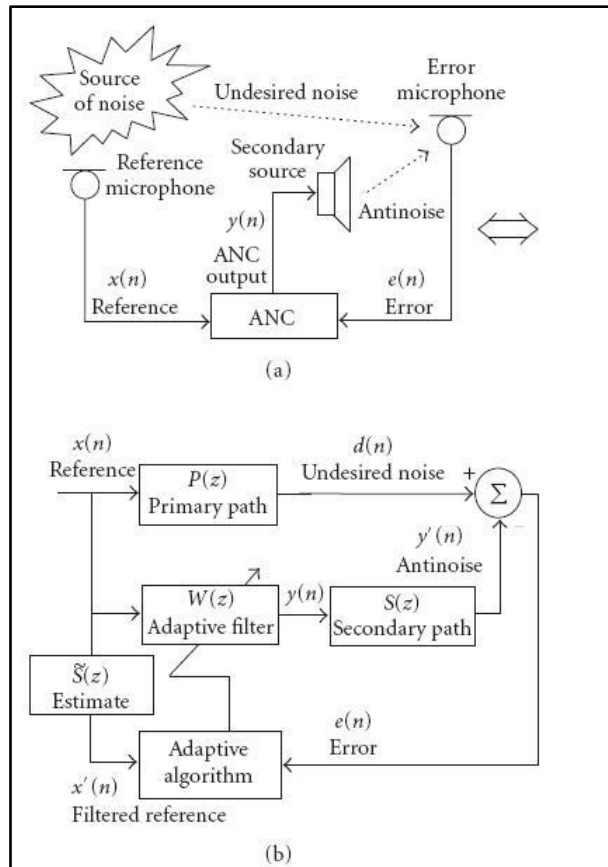 Source
of noise
Undesired noise
Error
microphone
Reference
microphone
Secondary
source
y(n)
Antinoise
ANC
output
x(n)
Reference
e(n)
Error
ANC
(a)
x(n)
Reference
P(z)
Primary path
d(n)
Undesired noise
+
Σ
−
y′(n)
Antinoise
W(z)
Adaptive filter
y(n)
S(z)
Secondary path
S̃(z)
Estimate
e(n)
Error
Adaptive
algorithm
x′(n)
Filtered reference
(b)